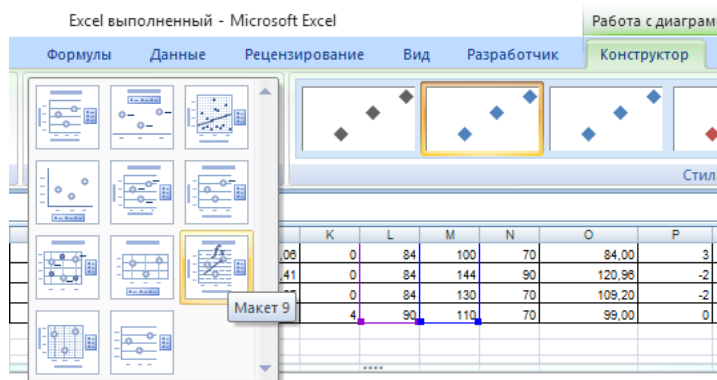 Excel выполненный - Microsoft Excel
Работа с диаграм
Формулы Данные Рецензирование Вид Разработчик Конструктор
Стил
K L M N O P
,06 0 84 100 70 84,00 3
,41 0 84 144 90 120,96 -2
0 84 130 70 109,20 -2
4 90 110 70 99,00 0
Макет 9